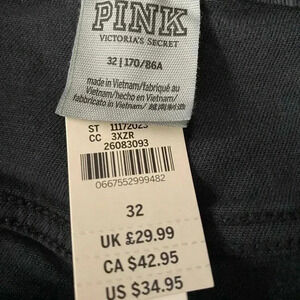 PINK
VICTORIA'S SECRET
32 | 170/86A
made in Vietnam/fabriqué au
Vietnam/hecho en Vietnam/
fabbricato in Vietnam/
ST 11172023
CC 3XZR
26083093
0667552999482
32
UK £29.99
CA $42.95
US $34.95